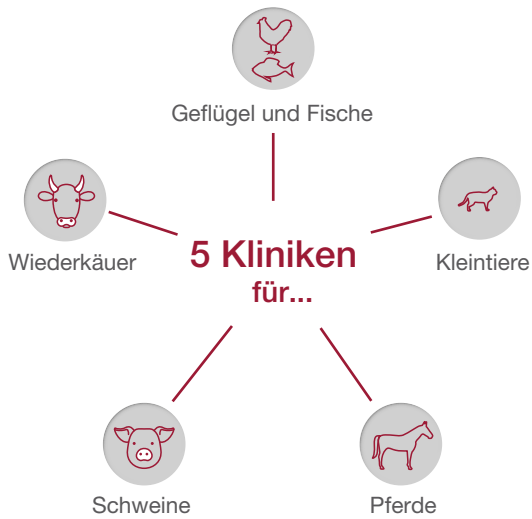 Geflügel und Fische
Wiederkäuer
5 Kliniken
für...
Kleintiere
Schweine
Pferde